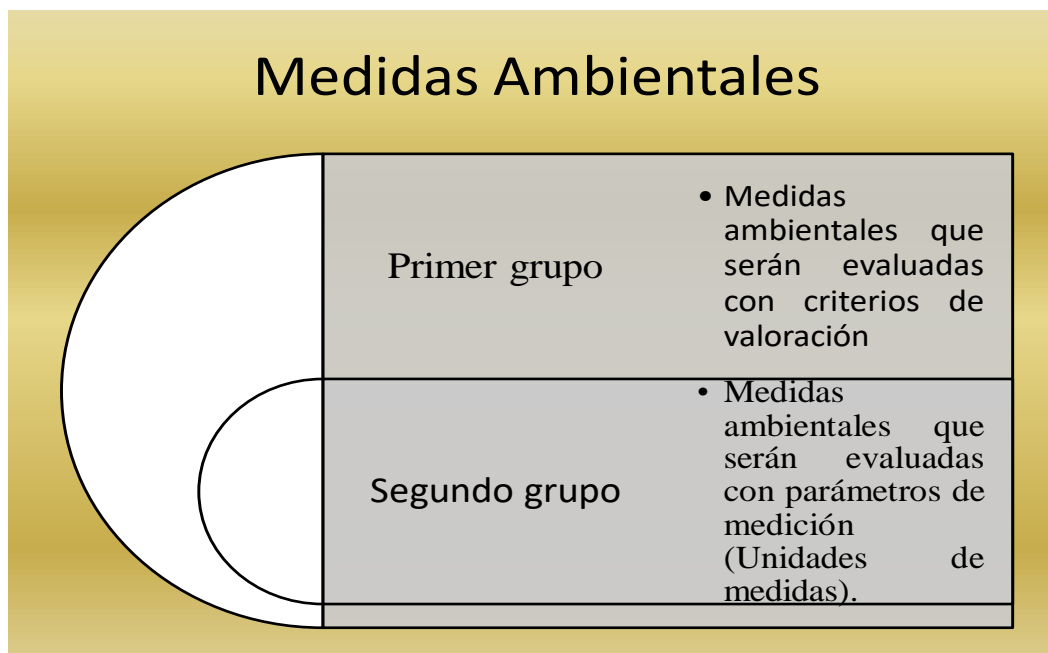 Medidas Ambientales
Primer grupo
• Medidas
ambientales que
serán evaluadas
con criterios de
valoración
Segundo grupo
• Medidas
ambientales que
serán evaluadas
con parámetros de
medición
(Unidades de
medidas).